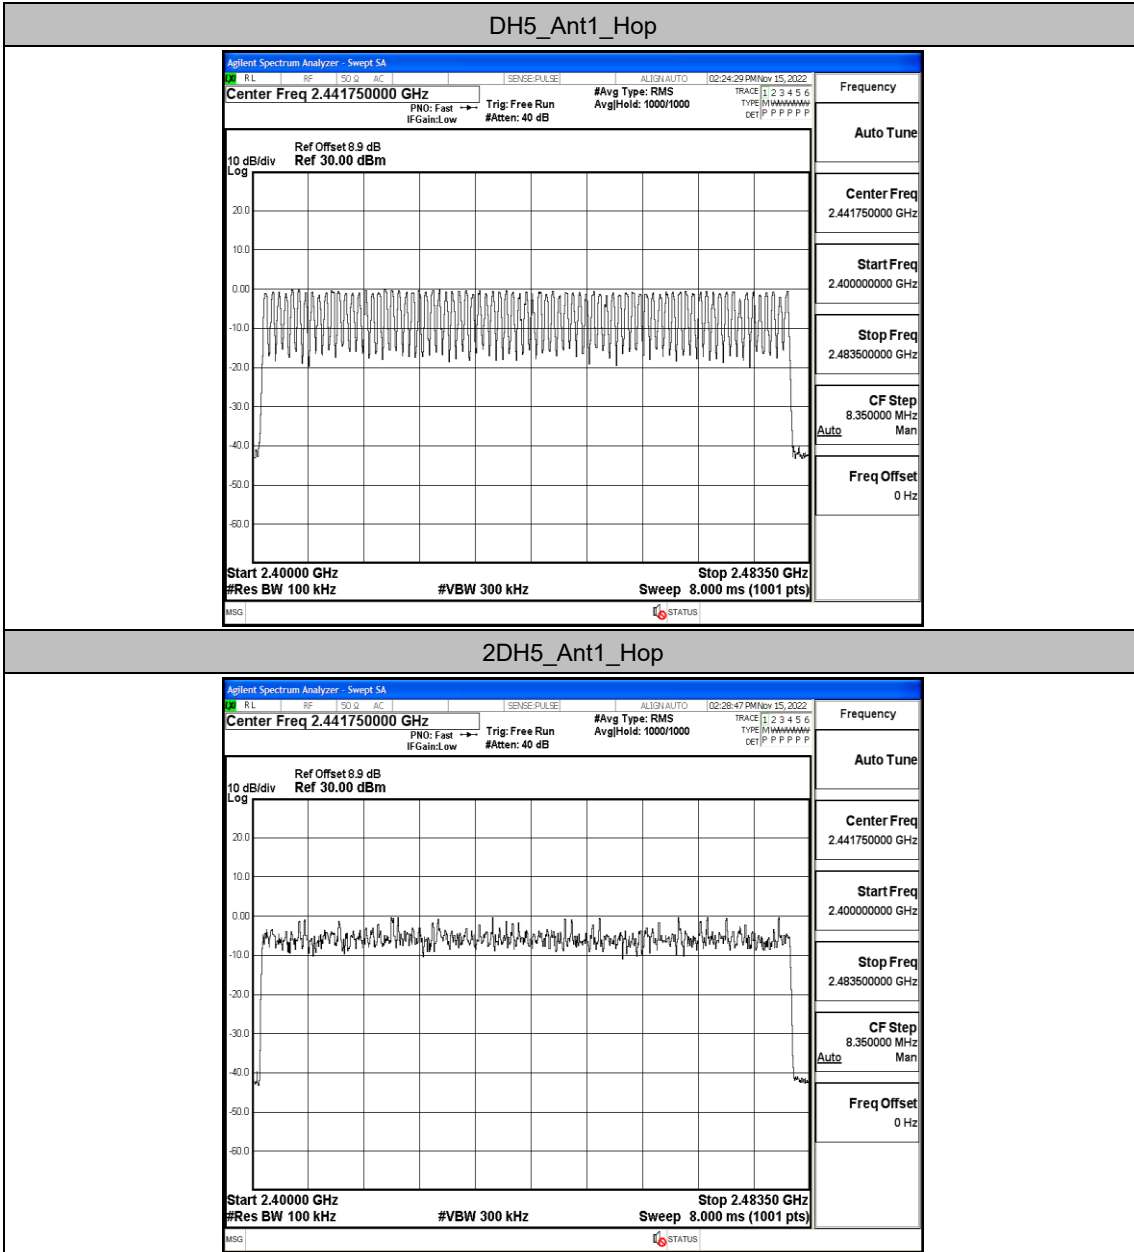 DH5_Ant1_Hop
Agilent Spectrum Analyzer - Swept SA
LXI RL RF 50 Ω AC SENSE:PULSE ALIGNAUTO 02:24:29 PM Nov 15, 2022
Center Freq 2.441750000 GHz #Avg Type: RMS TRACE 1 2 3 4 5 6
PNO: Fast Trig: Free Run Avg|Hold: 1000/1000 TYPE M WWWWW
IFGain:Low #Atten: 40 dB DET P P P P P P
Ref Offset 8.9 dB
10 dB/div Ref 30.00 dBm
Log
20.0
10.0
0.00
-10.0
-20.0
-30.0
-40.0
-50.0
-60.0
Start 2.40000 GHz Stop 2.48350 GHz
#Res BW 100 kHz #VBW 300 kHz Sweep 8.000 ms (1001 pts)
MSG STATUS
Frequency
Auto Tune
Center Freq
2.441750000 GHz
Start Freq
2.400000000 GHz
Stop Freq
2.483500000 GHz
CF Step
8.350000 MHz
Auto Man
Freq Offset
0 Hz
2DH5_Ant1_Hop
Agilent Spectrum Analyzer - Swept SA
LXI RL RF 50 Ω AC SENSE:PULSE ALIGNAUTO 02:28:47 PM Nov 15, 2022
Center Freq 2.441750000 GHz #Avg Type: RMS TRACE 1 2 3 4 5 6
PNO: Fast Trig: Free Run Avg|Hold: 1000/1000 TYPE M WWWWW
IFGain:Low #Atten: 40 dB DET P P P P P P
Ref Offset 8.9 dB
10 dB/div Ref 30.00 dBm
Log
20.0
10.0
0.00
-10.0
-20.0
-30.0
-40.0
-50.0
-60.0
Start 2.40000 GHz Stop 2.48350 GHz
#Res BW 100 kHz #VBW 300 kHz Sweep 8.000 ms (1001 pts)
MSG STATUS
Frequency
Auto Tune
Center Freq
2.441750000 GHz
Start Freq
2.400000000 GHz
Stop Freq
2.483500000 GHz
CF Step
8.350000 MHz
Auto Man
Freq Offset
0 Hz